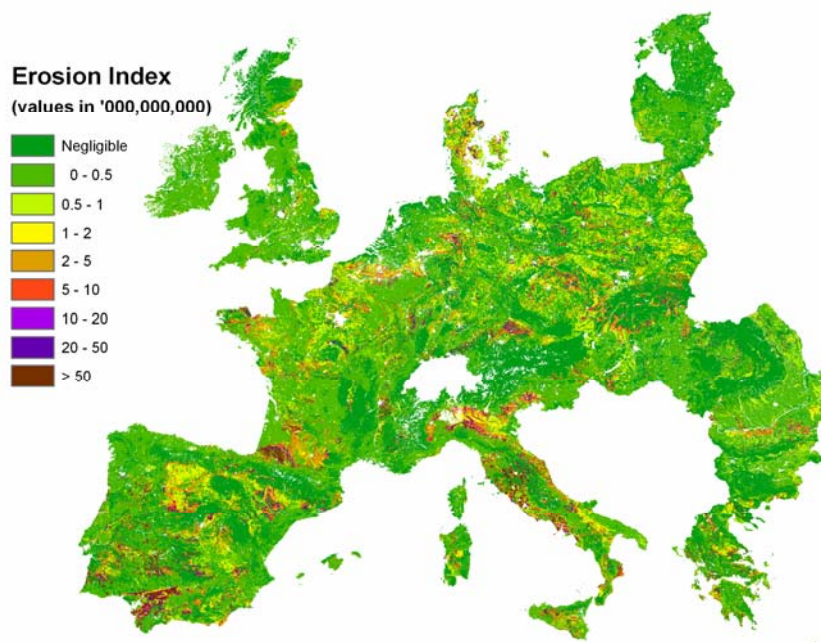 Erosion Index
(values in '000,000,000)
Negligible
0 - 0.5
0.5 - 1
1 - 2
2 - 5
5 - 10
10 - 20
20 - 50
> 50